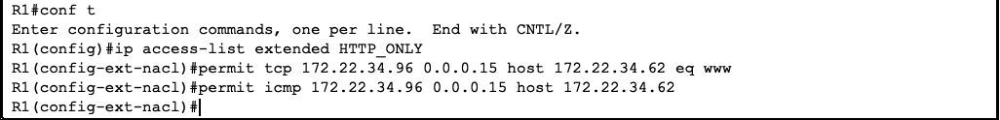 R1#conf t
Enter configuration commands, one per line.  End with CNTL/Z.
R1(config)#ip access-list extended HTTP_ONLY
R1(config-ext-nacl)#permit tcp 172.22.34.96 0.0.0.15 host 172.22.34.62 eq www
R1(config-ext-nacl)#permit icmp 172.22.34.96 0.0.0.15 host 172.22.34.62
R1(config-ext-nacl)#